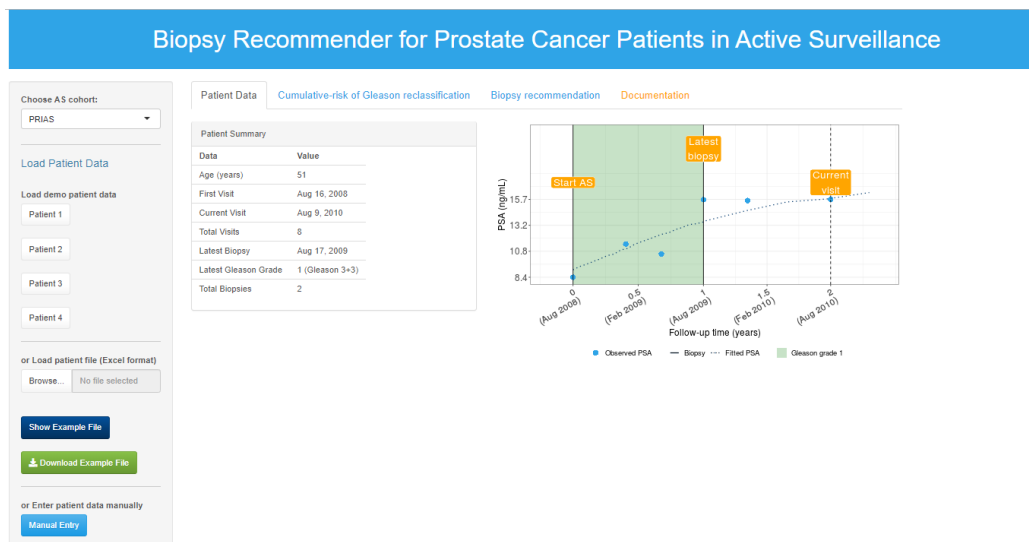 Biopsy Recommender for Prostate Cancer Patients in Active Surveillance
Choose AS cohort:
PRIAS
Load Patient Data
Load demo patient data
Patient 1
Patient 2
Patient 3
Patient 4
or Load patient file (Excel format)
Browse... No file selected
Show Example File
Download Example File
or Enter patient data manually
Manual Entry
Patient Data Cumulative-risk of Gleason reclassification Biopsy recommendation Documentation
Patient Summary
Data Value
Age (years) 51
First Visit Aug 16, 2008
Current Visit Aug 9, 2010
Total Visits 8
Latest Biopsy Aug 17, 2009
Latest Gleason Grade 1 (Gleason 3+3)
Total Biopsies 2
PSA (ng/mL)
15.7
13.2
10.8
8.4
Start AS
Latest
biopsy
Current
visit
0
(Aug 2008)
0.5
(Feb 2009)
1
(Aug 2009)
1.5
(Feb 2010)
2
(Aug 2010)
Follow-up time (years)
Observed PSA Biopsy Fitted PSA Gleason grade 1